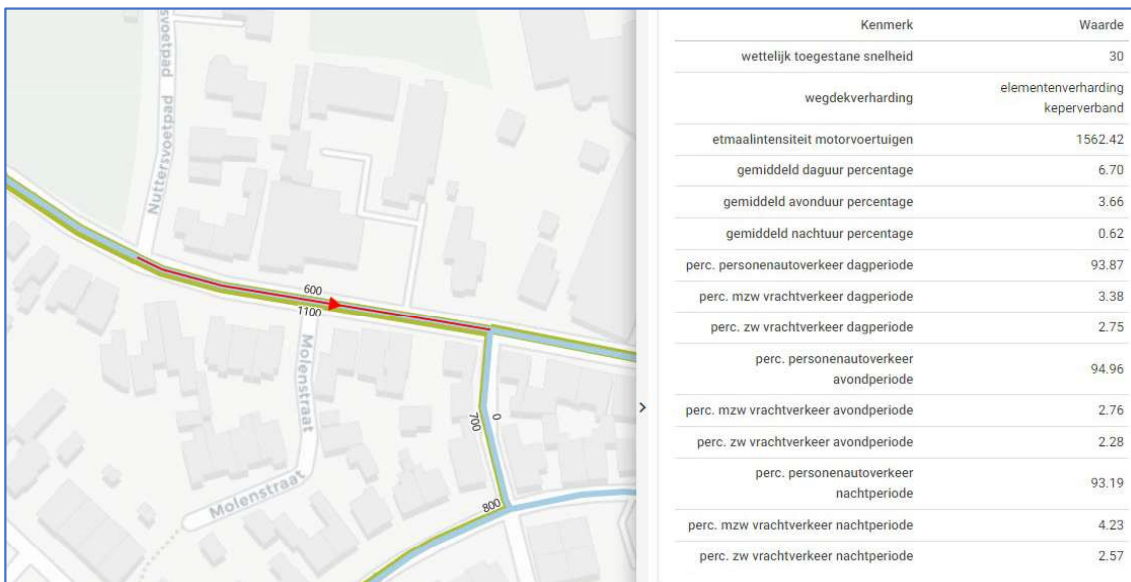 voetspad
Nuttersvoetpad
600
1100
Molenstraat
0
700
800
Molenstraat
Kenmerk Waarde
wettelijk toegestane snelheid 30
wegdekverharding elementenverharding
keperverband
etmaalintensiteit motorvoertuigen 1562.42
gemiddeld daguur percentage 6.70
gemiddeld avonduur percentage 3.66
gemiddeld nachtuur percentage 0.62
perc. personenautoverkeer dagperiode 93.87
perc. mzw vrachtverkeer dagperiode 3.38
perc. zw vrachtverkeer dagperiode 2.75
perc. personenautoverkeer
avondperiode 94.96
perc. mzw vrachtverkeer avondperiode 2.76
perc. zw vrachtverkeer avondperiode 2.28
perc. personenautoverkeer
nachtperiode 93.19
perc. mzw vrachtverkeer nachtperiode 4.23
perc. zw vrachtverkeer nachtperiode 2.57